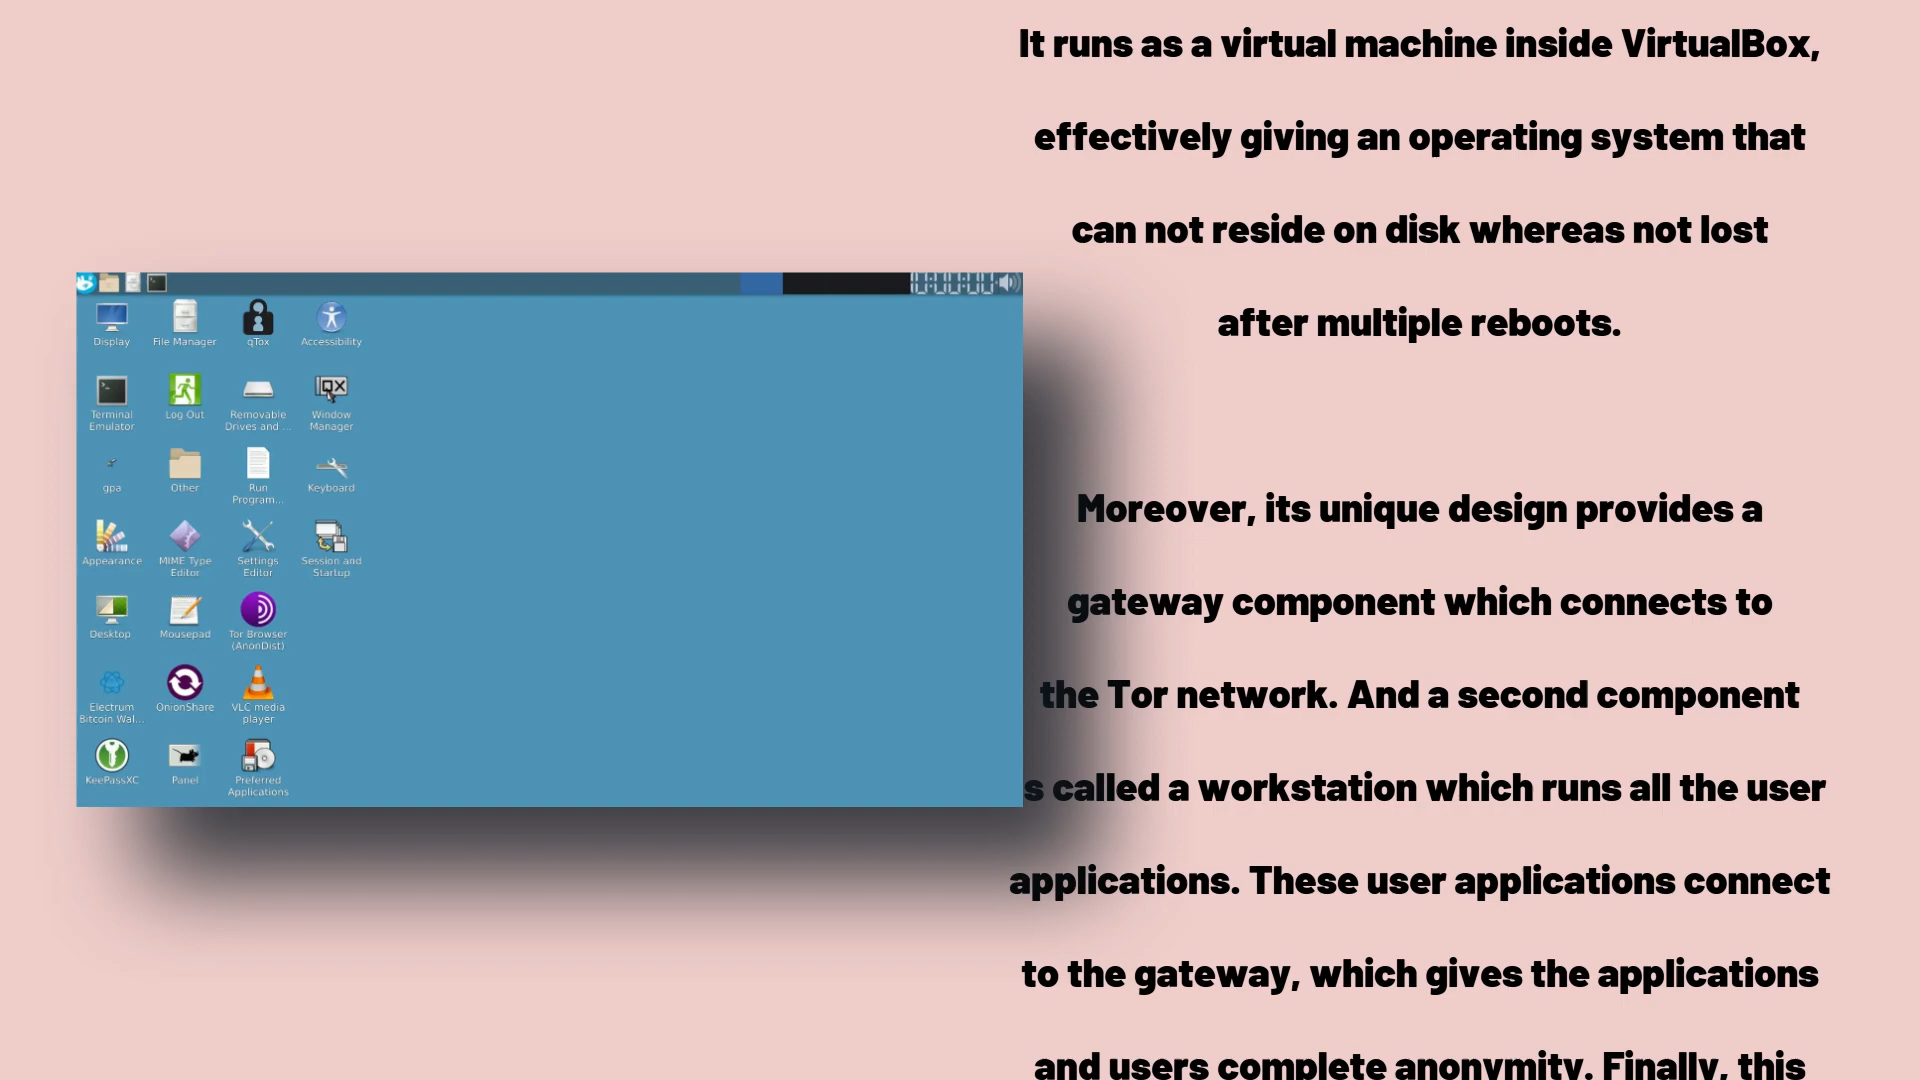 It runs as a virtual machine inside VirtualBox,
effectively giving an operating system that
can not reside on disk whereas not lost
after multiple reboots.
Moreover, its unique design provides a
gateway component which connects to
the Tor network. And a second component
s called a workstation which runs all the user
applications. These user applications connect
to the gateway, which gives the applications
and users complete anonymity. Finally, this
Display
File Manager
qTox
Accessibility
Terminal
Emulator
Log Out
Removable
Drives and ...
Window
Manager
gpa
Other
Run
Program...
Keyboard
Appearance
MIME Type
Editor
Settings
Editor
Session and
Startup
Desktop
Mousepad
Tor Browser
(AnonDist)
Electrum
Bitcoin Wal...
OnionShare
VLC media
player
KeePassXC
Panel
Preferred
Applications